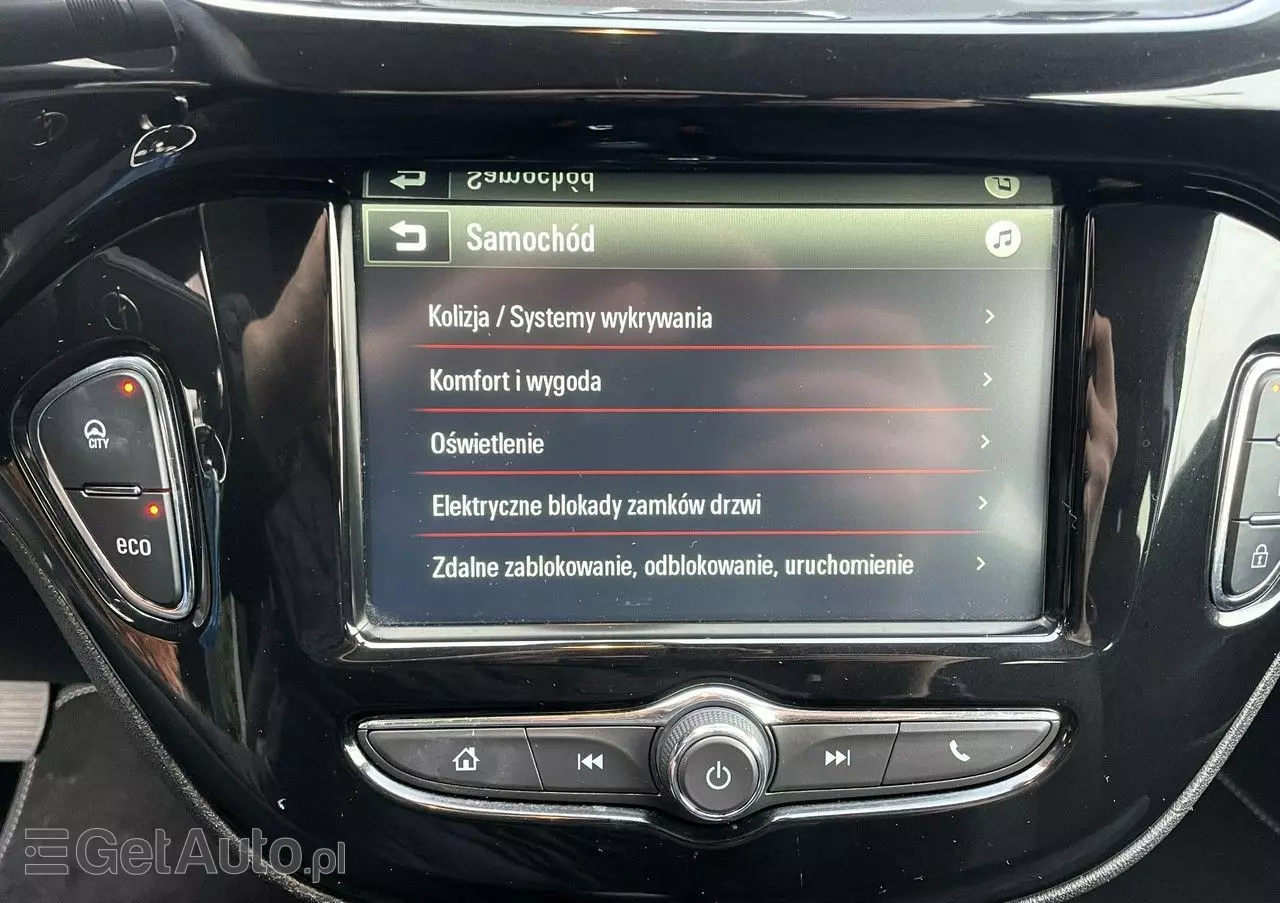 Samochód
Samochód
Kolizja / Systemy wykrywania
Komfort i wygoda
Oświetlenie
Elektryczne blokady zamków drzwi
Zdalne zablokowanie, odblokowanie, uruchomienie
CITY
eco
GetAuto.pl